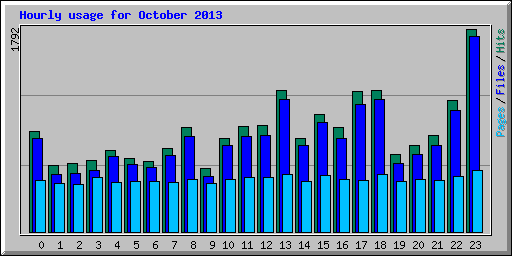 Hourly usage for October 2013
1792
Pages / Files / Hits
0 1 2 3 4 5 6 7 8 9 10 11 12 13 14 15 16 17 18 19 20 21 22 23